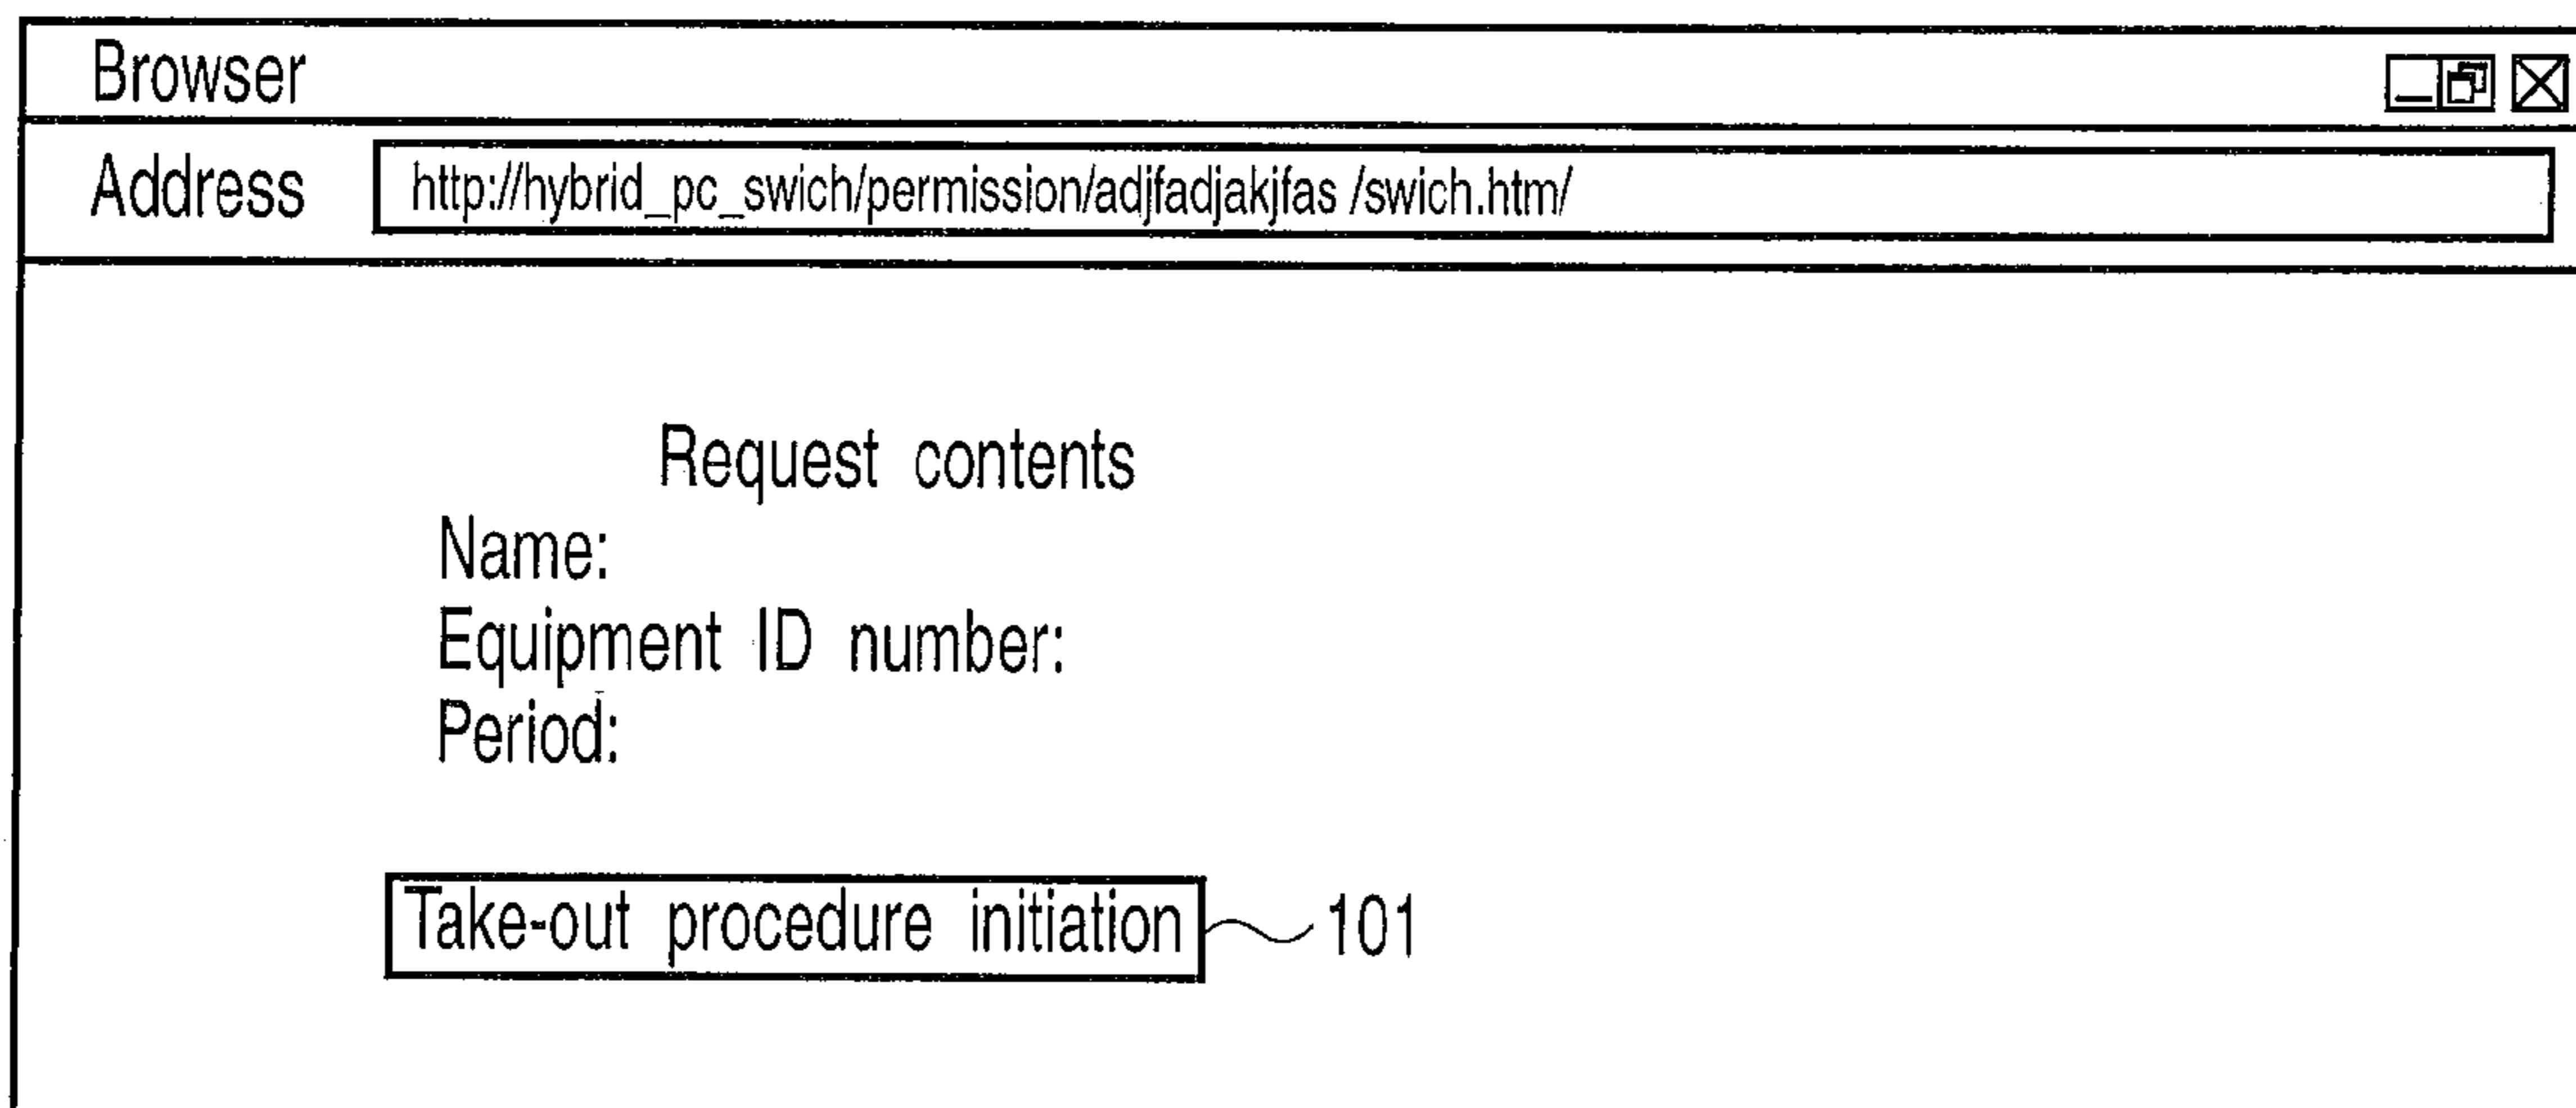 Browser
Address http://hybrid_pc_swich/permission/adjfadjakjfas /swich.htm/
Request contents
Name:
Equipment ID number:
Period:
Take-out procedure initiation 101